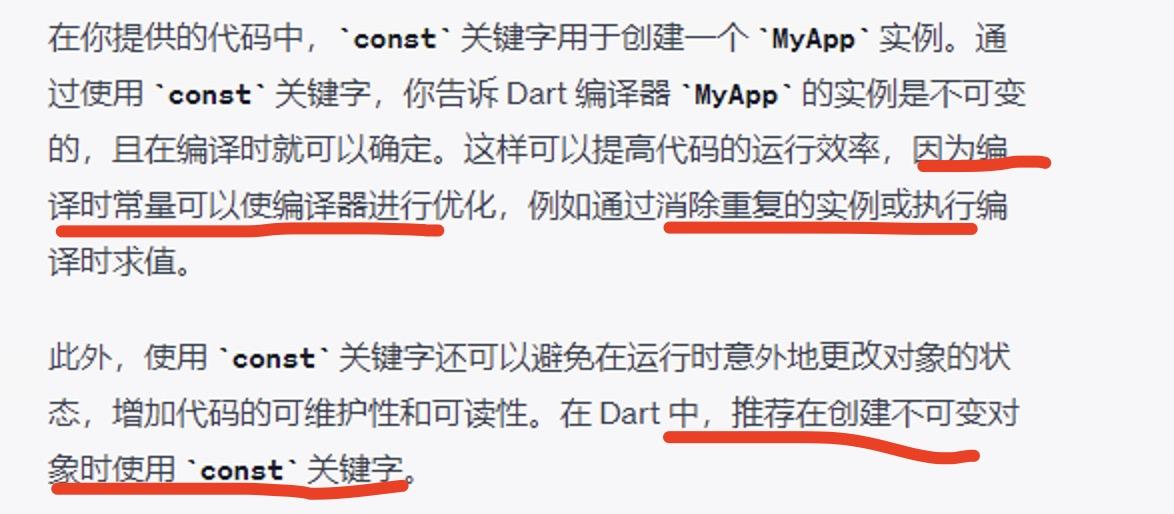 在你提供的代码中，`const` 关键字用于创建一个 `MyApp` 实例。通
过使用 `const` 关键字，你告诉 Dart 编译器 `MyApp` 的实例是不可变
的，且在编译时就可以确定。这样可以提高代码的运行效率，因为编
译时常量可以使编译器进行优化，例如通过消除重复的实例或执行编
译时求值。
此外，使用 `const` 关键字还可以避免在运行时意外地更改对象的状
态，增加代码的可维护性和可读性。在 Dart 中，推荐在创建不可变对
象时使用 `const` 关键字。